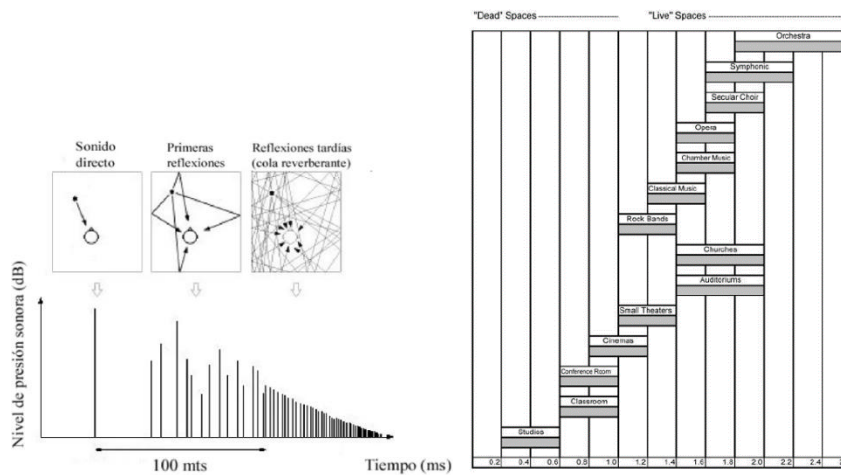 Sonido
directo
Primeras
reflexiones
Reflexiones tardías
(cola reverberante)
Nivel de presión sonora (dB)
100 mts
Tiempo (ms)
"Dead" Spaces
"Live" Spaces
Orchestra
Symphonic
Secular Choir
Opera
Chamber Music
Classical Music
Rock Bands
Churches
Auditoriums
Small Theaters
Cinemas
Conference Room
Classroom
Studios
0.2 0.4 0.6 0.8 1.0 1.2 1.4 1.6 1.8 2.0 2.2 2.4